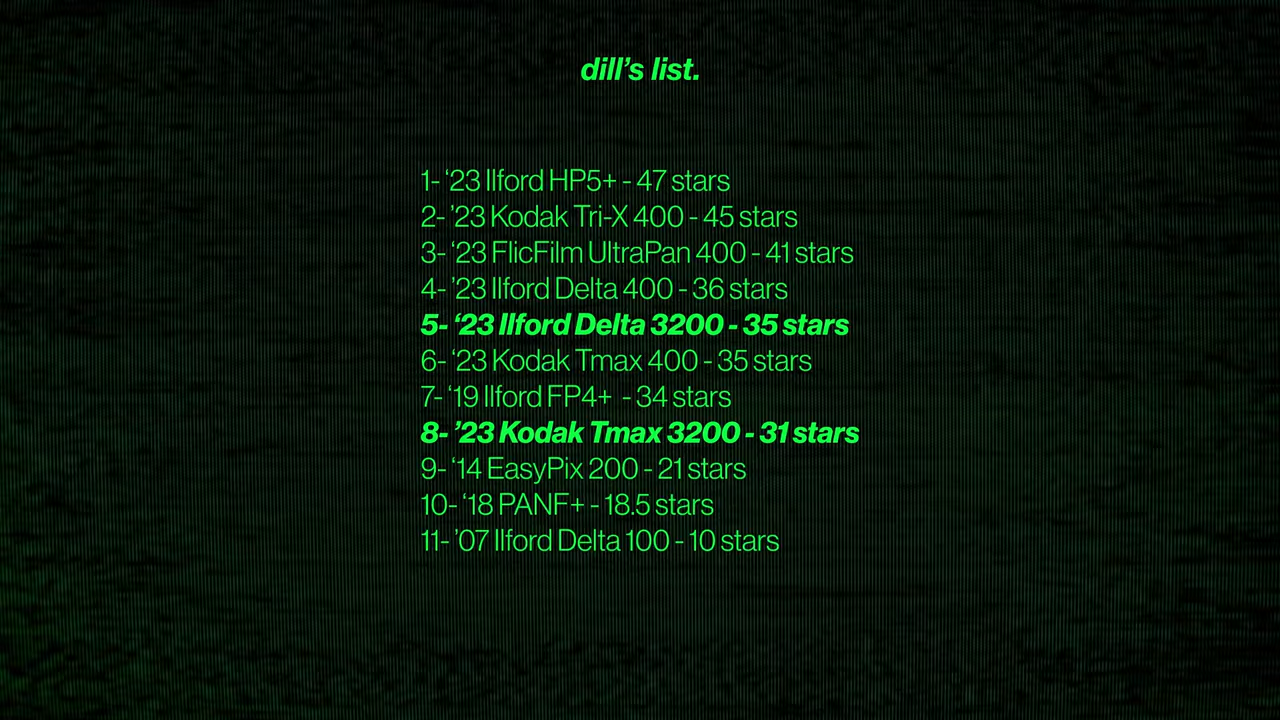 dill’s list.
1- ‘23 Ilford HP5+ - 47 stars
2- ’23 Kodak Tri-X 400 - 45 stars
3- ‘23 FlicFilm UltraPan 400 - 41 stars
4- ’23 Ilford Delta 400 - 36 stars
5- ‘23 Ilford Delta 3200 - 35 stars
6- ‘23 Kodak Tmax 400 - 35 stars
7- ‘19 Ilford FP4+  - 34 stars
8- ’23 Kodak Tmax 3200 - 31 stars
9- ‘14 EasyPix 200 - 21 stars
10- ‘18 PANF+ - 18.5 stars
11- ’07 Ilford Delta 100 - 10 stars